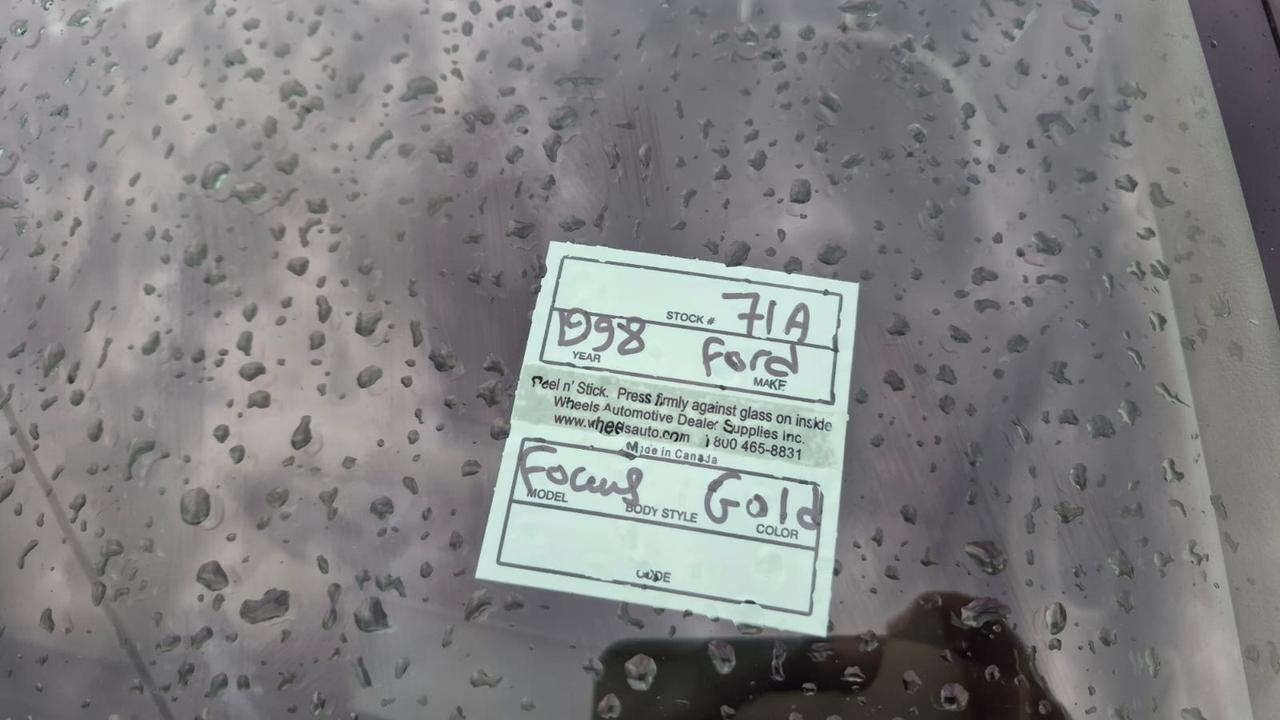 STOCK # 71A
1998 Ford
YEAR MAKE
Peel n' Stick. Press firmly against glass on inside
Wheels Automotive Dealer Supplies Inc.
www.wheelsauto.com 1 800 465-8831
Made in Canada
Focus Gold
MODEL BODY STYLE COLOR
CODE